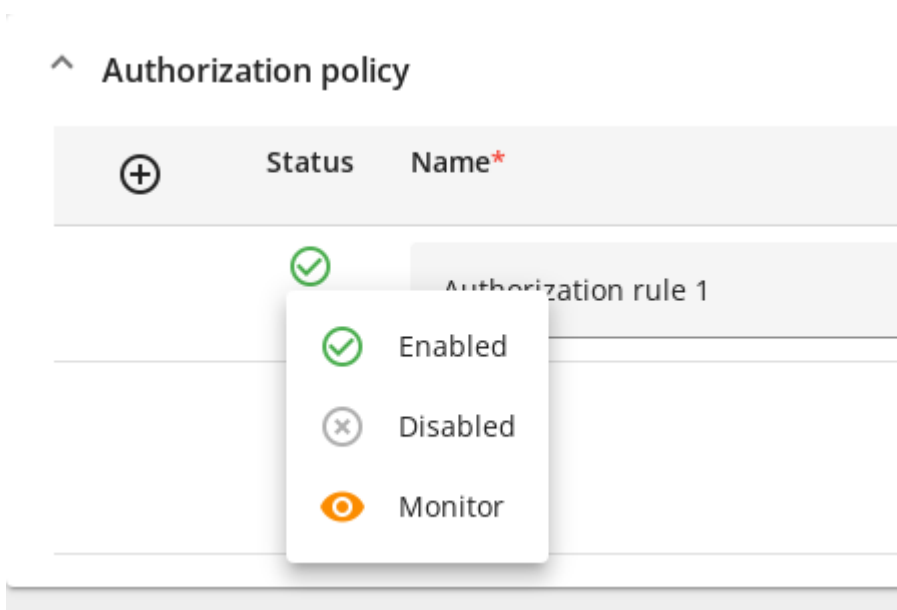 Authorization policy
Status Name*
Authorization rule 1
Enabled
Disabled
Monitor